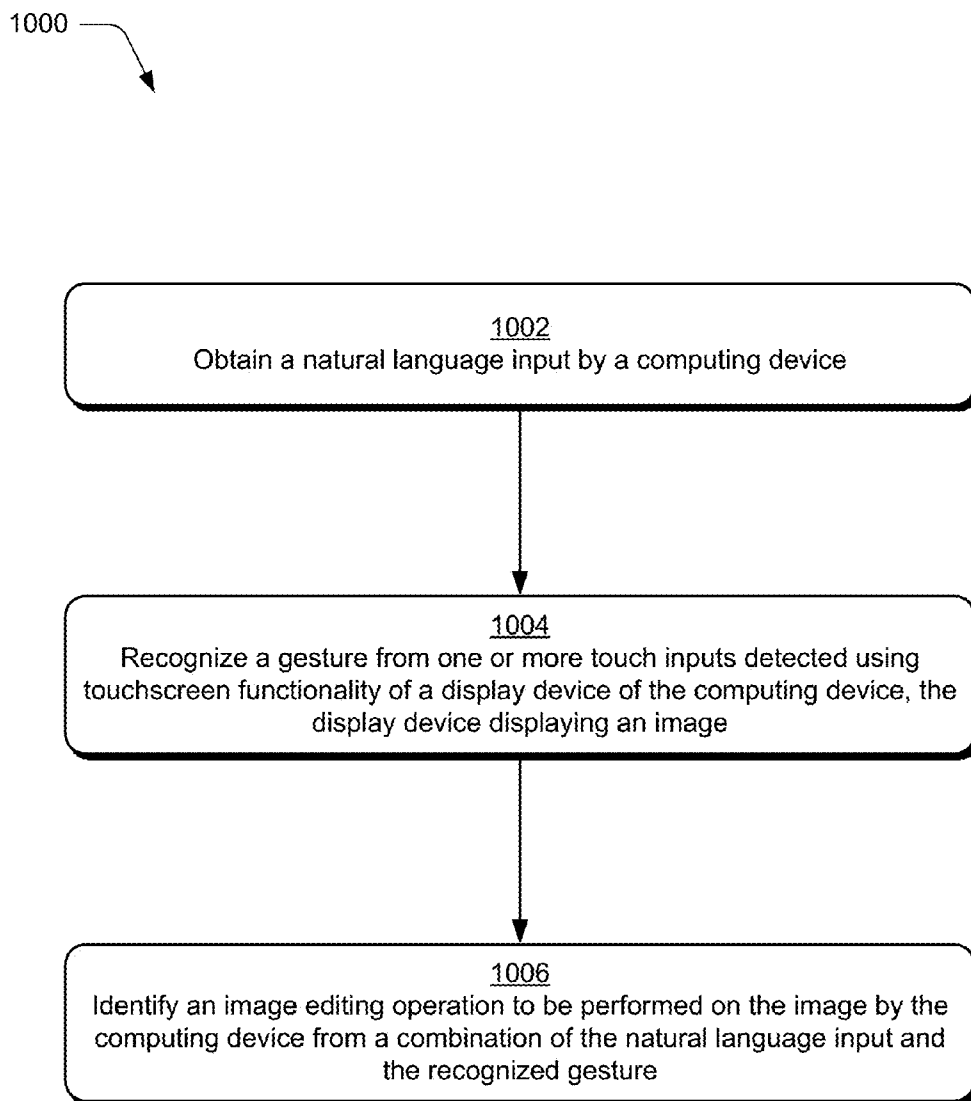 1000
1002
Obtain a natural language input by a computing device
1004
Recognize a gesture from one or more touch inputs detected using
touchscreen functionality of a display device of the computing device, the
display device displaying an image
1006
Identify an image editing operation to be performed on the image by the
computing device from a combination of the natural language input and
the recognized gesture